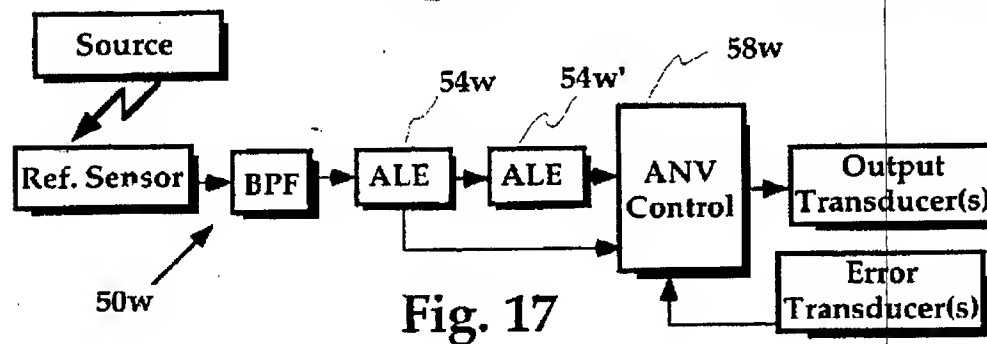 Source
54w
54w'
58w
Ref. Sensor
BPF
ALE
ALE
ANV
Control
Output
Transducer(s)
Error
Transducer(s)
50w
Fig. 17